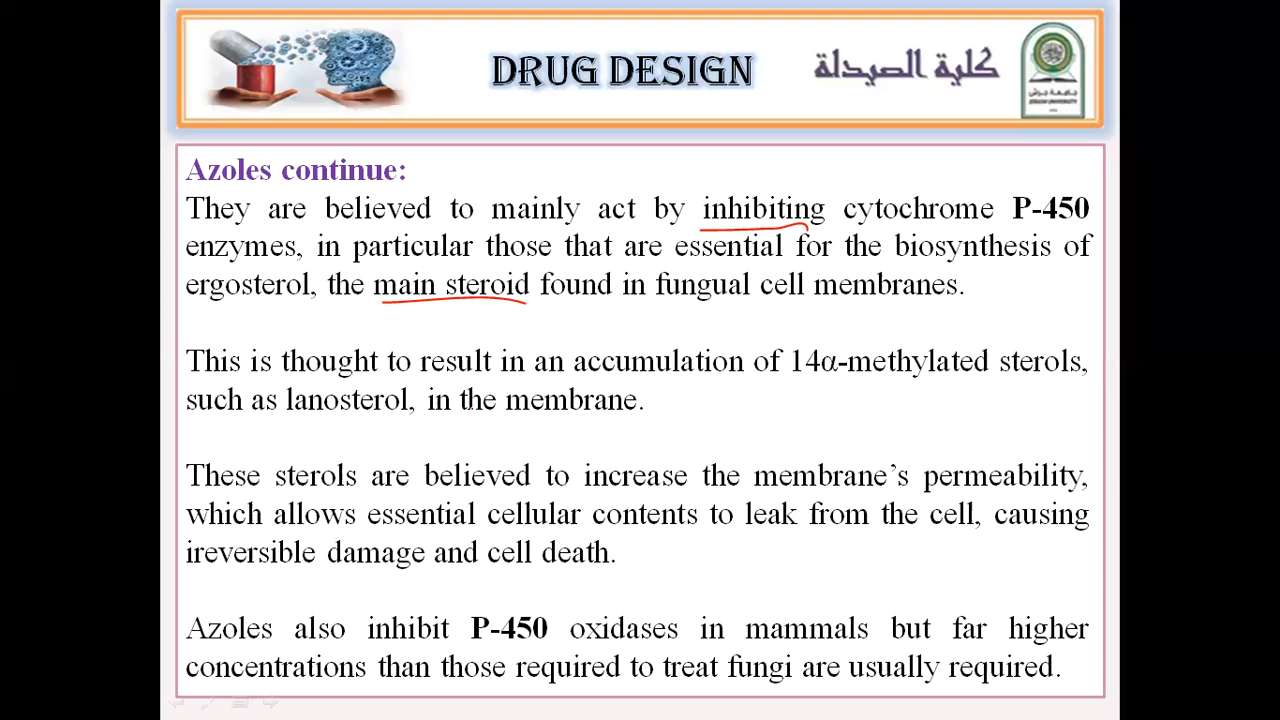 DRUG DESIGN
كلية الصيدلة
Azoles continue:
They are believed to mainly act by inhibiting cytochrome P-450
enzymes, in particular those that are essential for the biosynthesis of
ergosterol, the main steroid found in fungual cell membranes.
This is thought to result in an accumulation of 14α-methylated sterols,
such as lanosterol, in the membrane.
These sterols are believed to increase the membrane’s permeability,
which allows essential cellular contents to leak from the cell, causing
ireversible damage and cell death.
Azoles also inhibit P-450 oxidases in mammals but far higher
concentrations than those required to treat fungi are usually required.